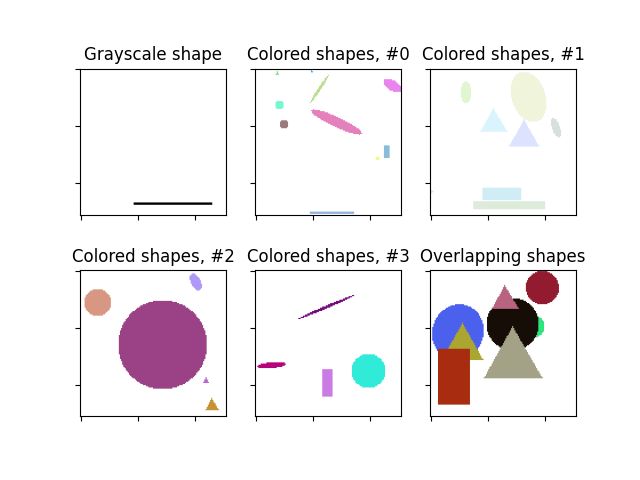 Grayscale shape
Colored shapes, #0
Colored shapes, #1
Colored shapes, #2
Colored shapes, #3
Overlapping shapes